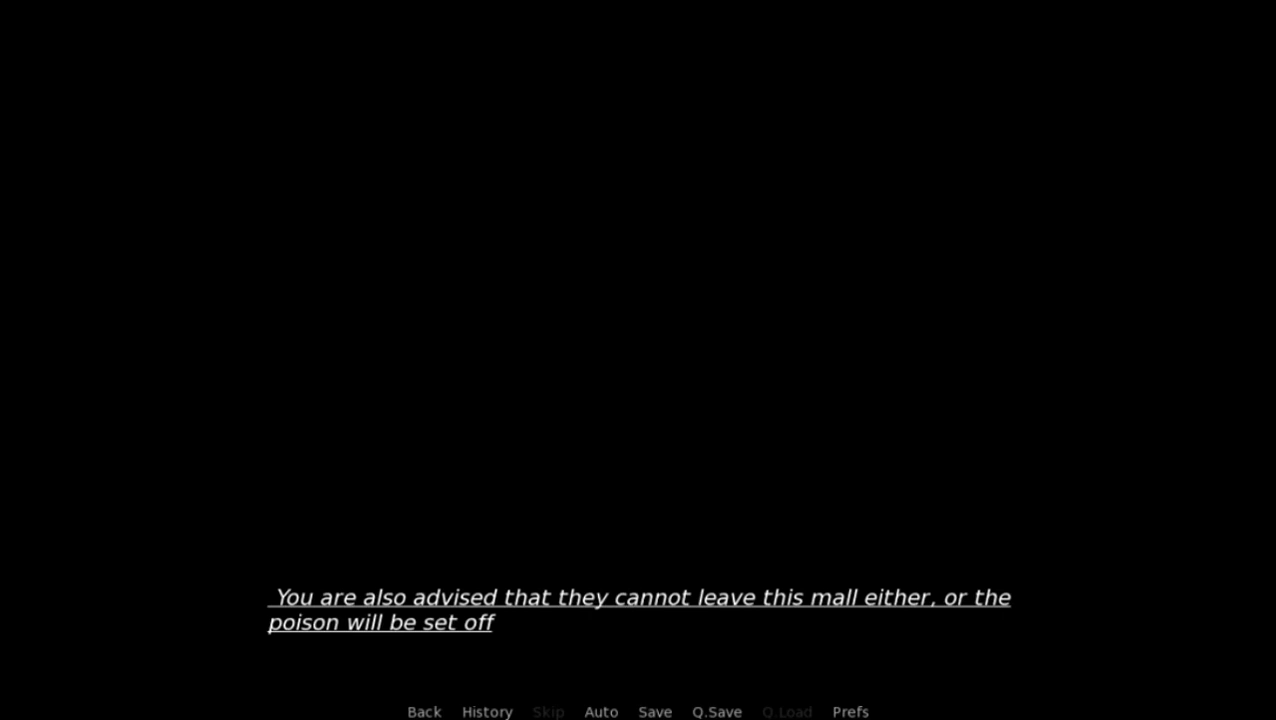 You are also advised that they cannot leave this mall either, or the
poison will be set off
Back History Skip Auto Save Q.Save Q.Load Prefs